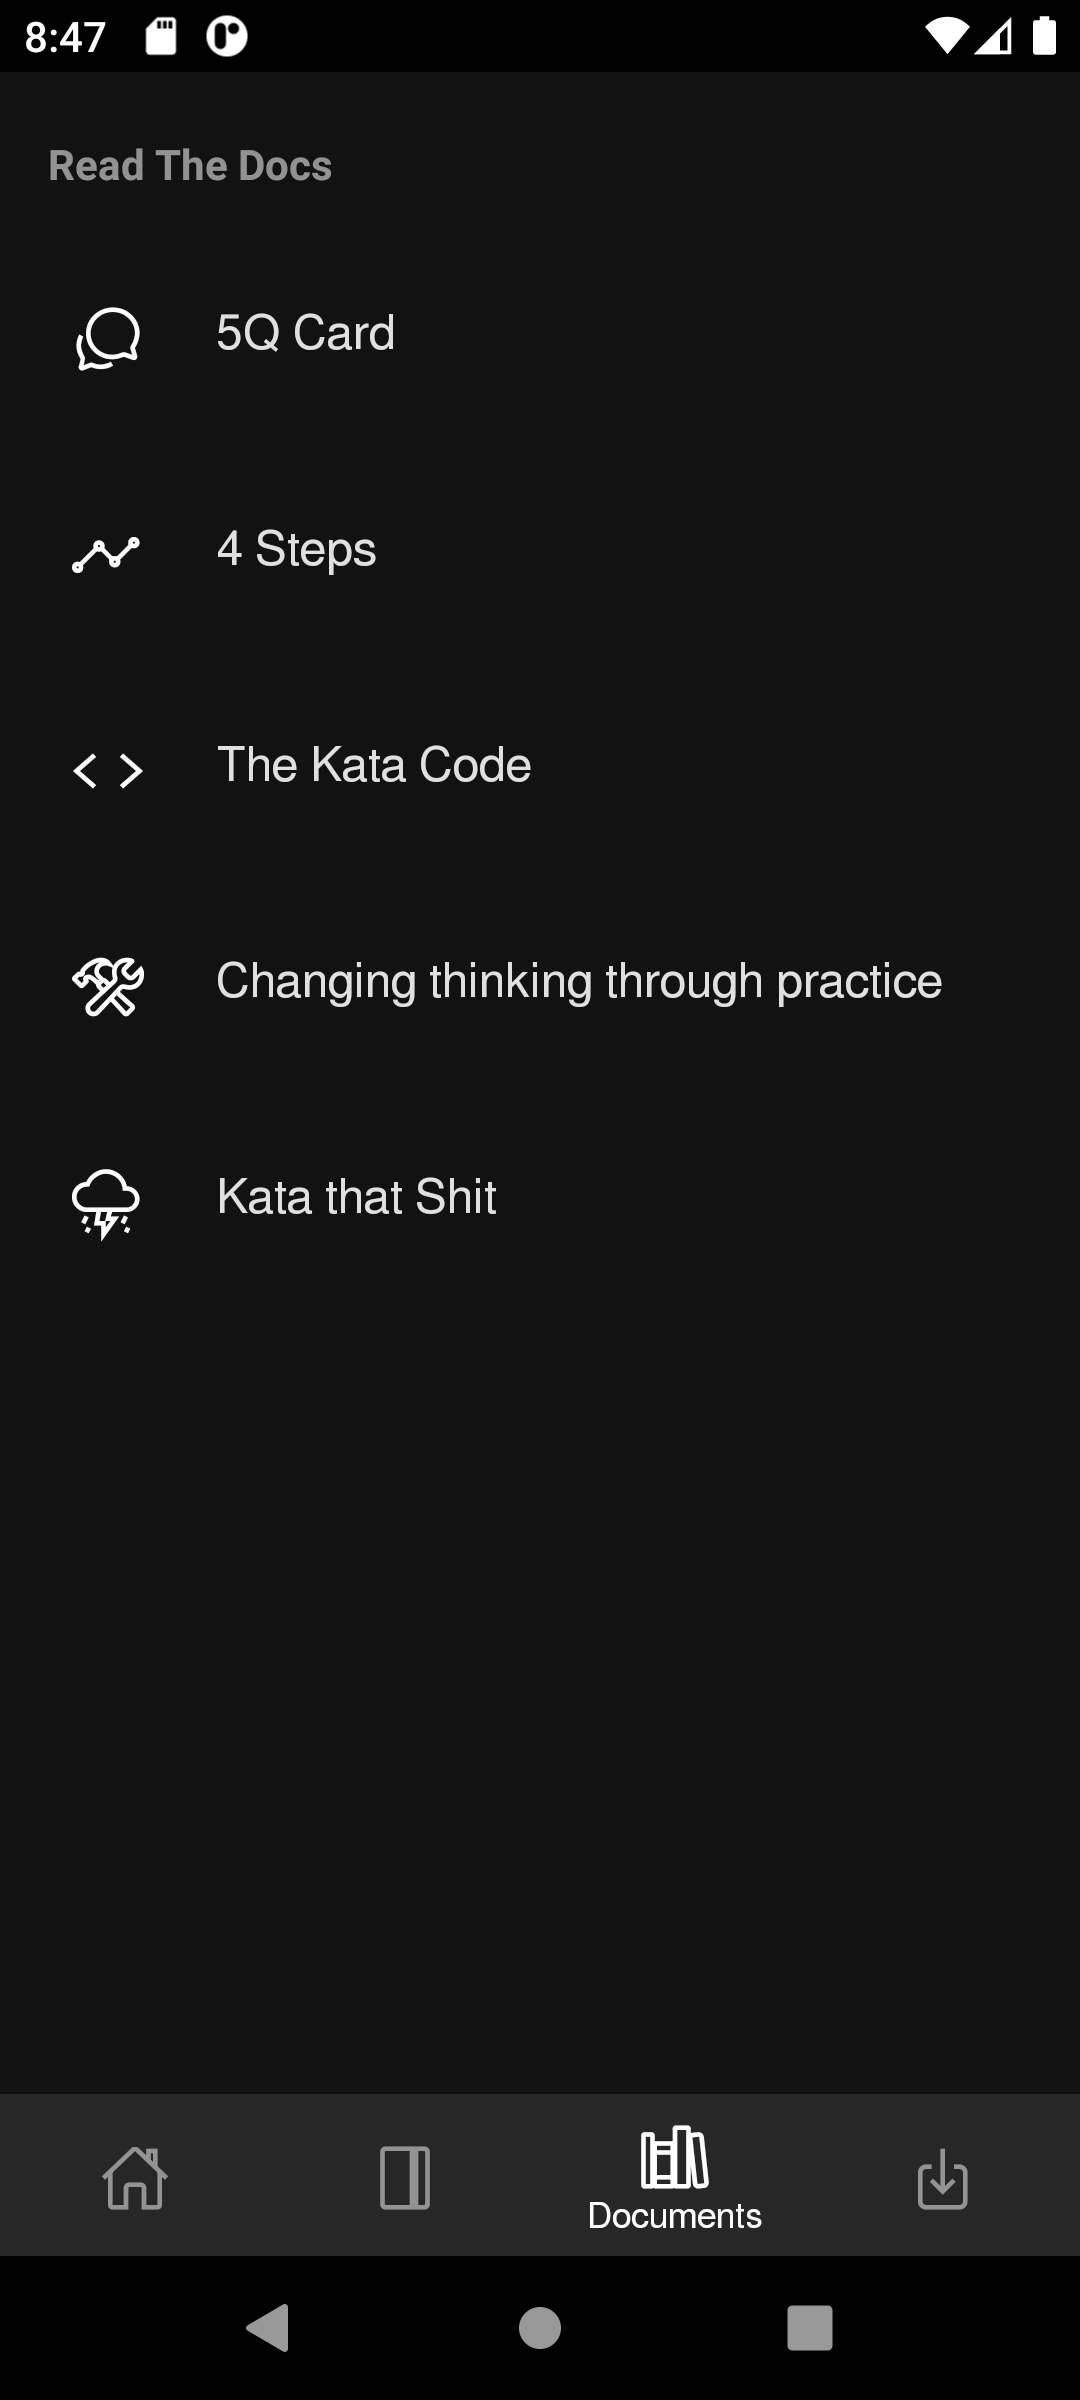 8:47
Read The Docs
5Q Card
4 Steps
The Kata Code
Changing thinking through practice
Kata that Shit
Documents